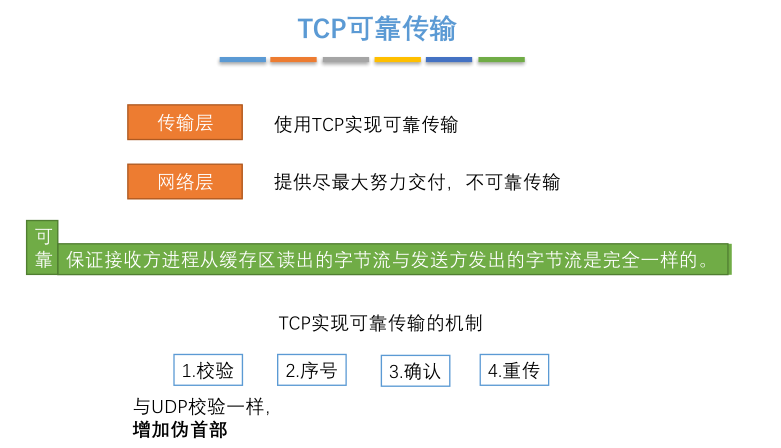 TCP可靠传输
传输层
使用TCP实现可靠传输
网络层
提供尽最大努力交付，不可靠传输
可
靠
保证接收方进程从缓存区读出的字节流与发送方发出的字节流是完全一样的。
TCP实现可靠传输的机制
1.校验
2.序号
3.确认
4.重传
与UDP校验一样，
增加伪首部